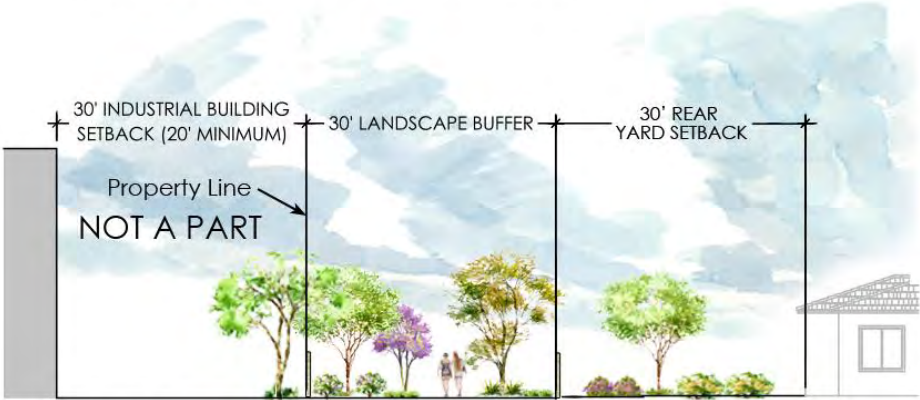 30' INDUSTRIAL BUILDING
SETBACK (20' MINIMUM)
30' LANDSCAPE BUFFER
30' REAR
YARD SETBACK
Property Line
NOT A PART